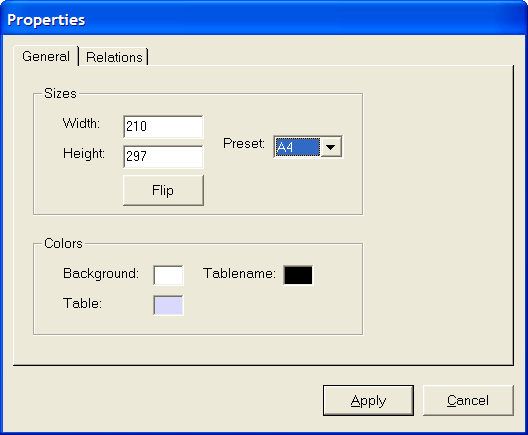 Properties
General Relations
Sizes
Width: 210
Height: 297
Preset: A4
Flip
Colors
Background: Tablename:
Table:
Apply Cancel